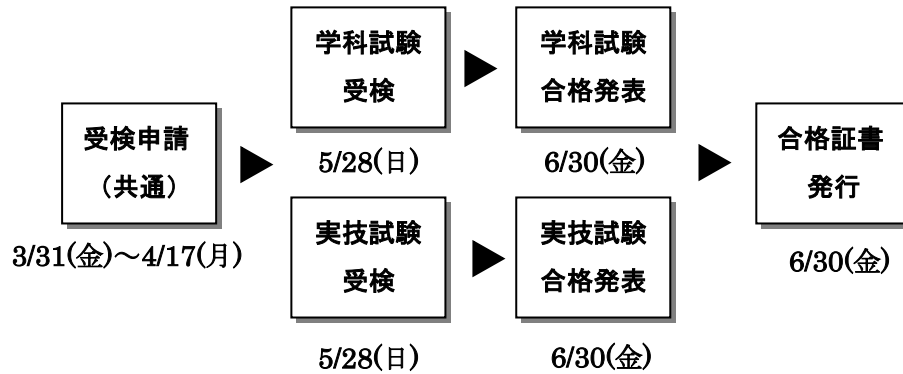 受検申請
（共通）
3/31(金)～4/17(月)
学科試験
受検
5/28(日)
学科試験
合格発表
6/30(金)
実技試験
受検
5/28(日)
実技試験
合格発表
6/30(金)
合格証書
発行
6/30(金)